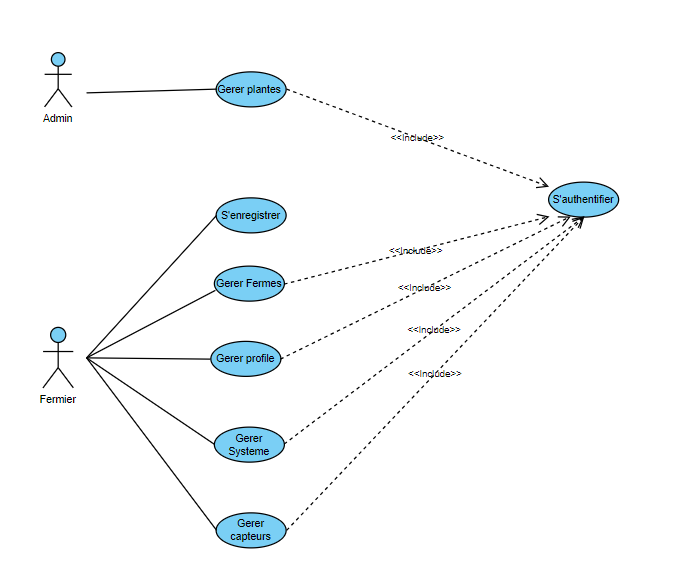 Gerer plantes
Admin
<<Include>>
S'authentifier
S'enregistrer
<<Include>>
Gerer Fermes
<<Include>>
<<Include>>
Gerer profile
<<Include>>
Fermier
Gerer
Systeme
Gerer
capteurs